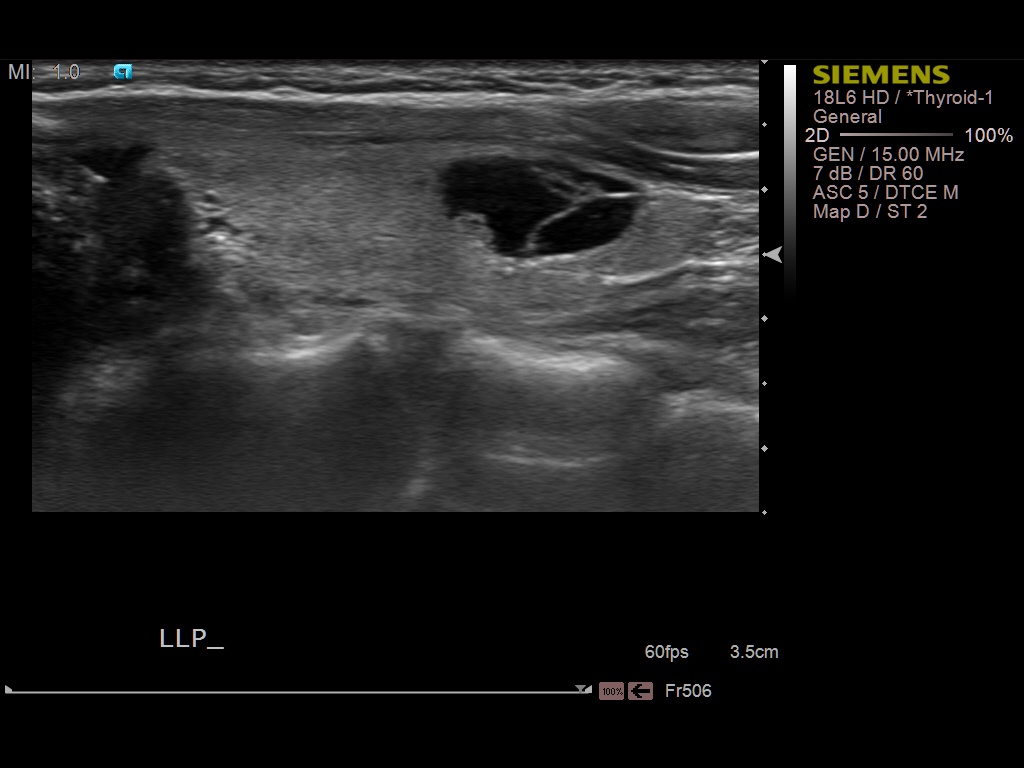 MI: 1.0
SIEMENS
18L6 HD / *Thyroid-1
General
2D 100%
GEN / 15.00 MHz
7 dB / DR 60
ASC 5 / DTCE M
Map D / ST 2
LLP_
60fps 3.5cm
100% Fr506